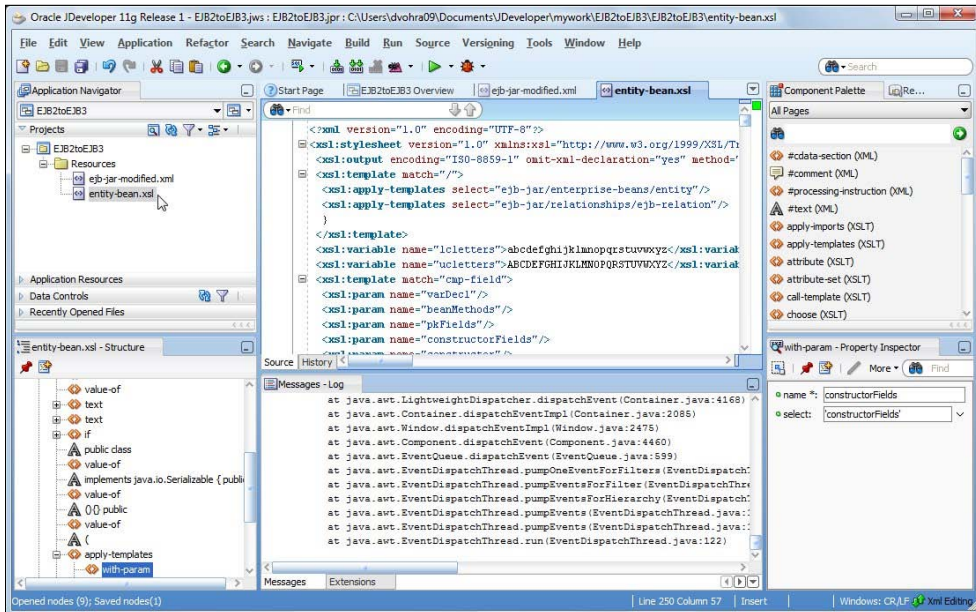 Oracle JDeveloper 11g Release 1 - EJB2toEJB3.jws : EJB2toEJB3.jpr : C:\Users\dvohra09\Documents\JDeveloper\mywork\EJB2toEJB3\EJB2toEJB3\entity-bean.xsl
File Edit View Application Refactor Search Navigate Build Run Source Versioning Tools Window Help
Search
Application Navigator
EJB2toEJB3
Projects
EJB2toEJB3
Resources
ejb-jar-modified.xml
entity-bean.xsl
Application Resources
Data Controls
Recently Opened Files
entity-bean.xsl - Structure
value-of
text
text
if
public class
value-of
implements java.io.Serializable { publi
value-of
(){} public
value-of
(
apply-templates
with-param
Start Page
EJB2toEJB3 Overview
ejb-jar-modified.xml
entity-bean.xsl
Find
<?xml version="1.0" encoding="UTF-8"?>
<xsl:stylesheet version="1.0" xmlns:xsl="http://www.w3.org/1999/XSL/Tr
<xsl:output encoding="ISO-8859-1" omit-xml-declaration="yes" method="
<xsl:template match="/">
<xsl:apply-templates select="ejb-jar/enterprise-beans/entity"/>
<xsl:apply-templates select="ejb-jar/relationships/ejb-relation"/>
}
</xsl:template>
<xsl:variable name="lcletters">abcdefghijklmnopqrstuvwxyz</xsl:variab
<xsl:variable name="ucletters">ABCDEFGHIJKLMNOPQRSTUVWXYZ</xsl:variab
<xsl:template match="cmp-field">
<xsl:param name="varDecl"/>
<xsl:param name="beanMethods"/>
<xsl:param name="pkFields"/>
<xsl:param name="constructorFields"/>
<xsl:param name="constructor"/>
Source History
Messages - Log
at java.awt.LightweightDispatcher.dispatchEvent(Container.java:4168)
at java.awt.Container.dispatchEventImpl(Container.java:2085)
at java.awt.Window.dispatchEventImpl(Window.java:2475)
at java.awt.Component.dispatchEvent(Component.java:4460)
at java.awt.EventQueue.dispatchEvent(EventQueue.java:599)
at java.awt.EventDispatchThread.pumpOneEventForFilters(EventDispatchT
at java.awt.EventDispatchThread.pumpEventsForFilter(EventDispatchThre
at java.awt.EventDispatchThread.pumpEventsForHierarchy(EventDispatchT
at java.awt.EventDispatchThread.pumpEvents(EventDispatchThread.java:1
at java.awt.EventDispatchThread.pumpEvents(EventDispatchThread.java:1
at java.awt.EventDispatchThread.run(EventDispatchThread.java:122)
Messages Extensions
Component Palette
Re...
All Pages
#cdata-section (XML)
#comment (XML)
#processing-instruction (XML)
#text (XML)
apply-imports (XSLT)
apply-templates (XSLT)
attribute (XSLT)
attribute-set (XSLT)
call-template (XSLT)
choose (XSLT)
with-param - Property Inspector
More Find
name *: constructorFields
select: 'constructorFields'
Opened nodes (9); Saved nodes(1)
Line 250 Column 57 Insert Windows: CR/LF Xml Editing